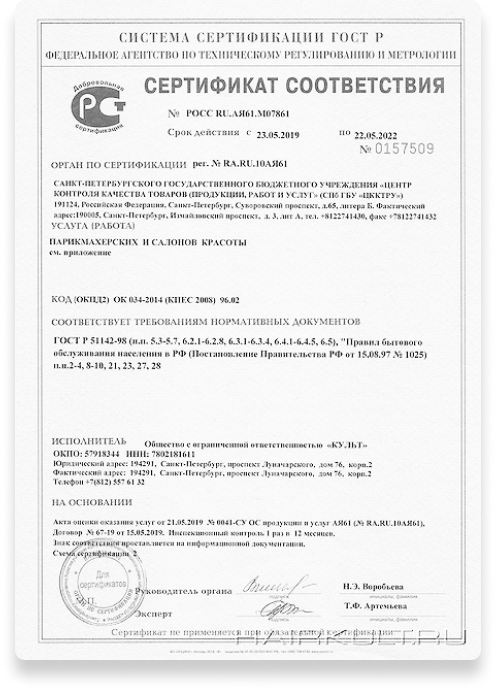 СИСТЕМА СЕРТИФИКАЦИИ ГОСТ Р
ФЕДЕРАЛЬНОЕ АГЕНТСТВО ПО ТЕХНИЧЕСКОМУ РЕГУЛИРОВАНИЮ И МЕТРОЛОГИИ
Добровольная
сертификация
СЕРТИФИКАТ СООТВЕТСТВИЯ
№ РОСС RU.АЯ61.М07861
Срок действия с 23.05.2019 по 22.05.2022
№ 0157509
ОРГАН ПО СЕРТИФИКАЦИИ рег. № RA.RU.10АЯ61
САНКТ-ПЕТЕРБУРГСКОГО ГОСУДАРСТВЕННОГО БЮДЖЕТНОГО УЧРЕЖДЕНИЯ «ЦЕНТР
КОНТРОЛЯ КАЧЕСТВА ТОВАРОВ (ПРОДУКЦИИ, РАБОТ И УСЛУГ» (СПб ГБУ «ЦККТРУ»)
191124, Российская Федерация, Санкт-Петербург, Суворовский проспект, д.65, литера Б. Фактический
адрес:190005, Санкт-Петербург, Измайловский проспект, д. 3, лит А, тел. +8122741430, факс +78122741432
УСЛУГА (РАБОТА)
ПАРИКМАХЕРСКИХ И САЛОНОВ КРАСОТЫ
см. приложение
КОД (ОКПД2) ОК 034-2014 (КПЕС 2008) 96.02
СООТВЕТСТВУЕТ ТРЕБОВАНИЯМ НОРМАТИВНЫХ ДОКУМЕНТОВ
ГОСТ Р 51142-98 (п.п. 5.3-5.7, 6.2.1-6.2.8, 6.3.1-6.3.4, 6.4.1-6.4.5, 6.5), "Правил бытового
обслуживания населения в РФ (Постановление Правительства РФ от 15.08.97 № 1025)
п.п.2-4, 8-10, 21, 23, 27, 28
ИСПОЛНИТЕЛЬ Общество с ограниченной ответственностью «КУЛЬТ»
ОКПО: 57918344 ИНН: 7802181611
Юридический адрес: 194291, Санкт-Петербург, проспект Луначарского, дом 76, корп.2
Фактический адрес: 194291, Санкт-Петербург, проспект Луначарского, дом 76, корп.2
Телефон +7(812) 557 61 32
НА ОСНОВАНИИ
Акта оценки оказания услуг от 21.05.2019 № 0041-СУ ОС продукции и услуг АЯ61 (№ RA.RU.10АЯ61),
Договор № 67-19 от 15.05.2019. Инспекционный контроль 1 раз в 12 месяцев.
Знак соответствия проставляется на информационной документации.
Схема сертификации 2
Для
сертификатов
М.П.
Руководитель органа
подпись
Н.Э. Воробьева
инициалы, фамилия
Эксперт
подпись
Т.Ф. Артемьева
инициалы, фамилия
Сертификат не применяется при обязательной сертификации
HAIRKULT.RU